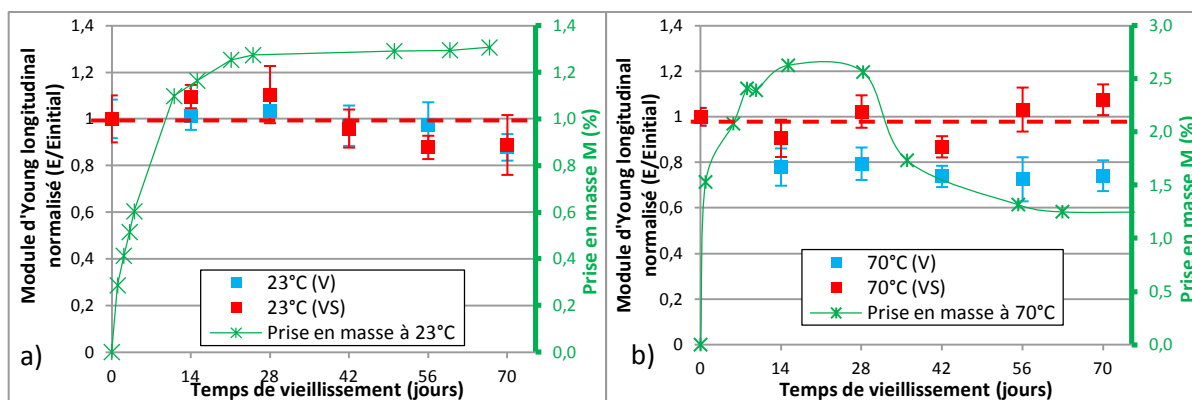 Module d'Young longitudinal
normalisé (E/Einitial)
1,4
1,2
1
0,8
0,6
0,4
0,2
0
1,4
1,2
1,0
0,8
0,6
0,4
0,2
0,0
Prise en masse M (%)
23°C (V)
23°C (VS)
Prise en masse à 23°C
a)
0 14 28 42 56 70
Temps de vieillissement (jours)
Module d'Young longitudinal
normalisé (E/Einitial)
1,4
1,2
1
0,8
0,6
0,4
0,2
0
3,0
2,5
2,0
1,5
1,0
0,5
0,0
Prise en masse M (%)
70°C (V)
70°C (VS)
Prise en masse à 70°C
b)
0 14 28 42 56 70
Temps de vieillissement (jours)